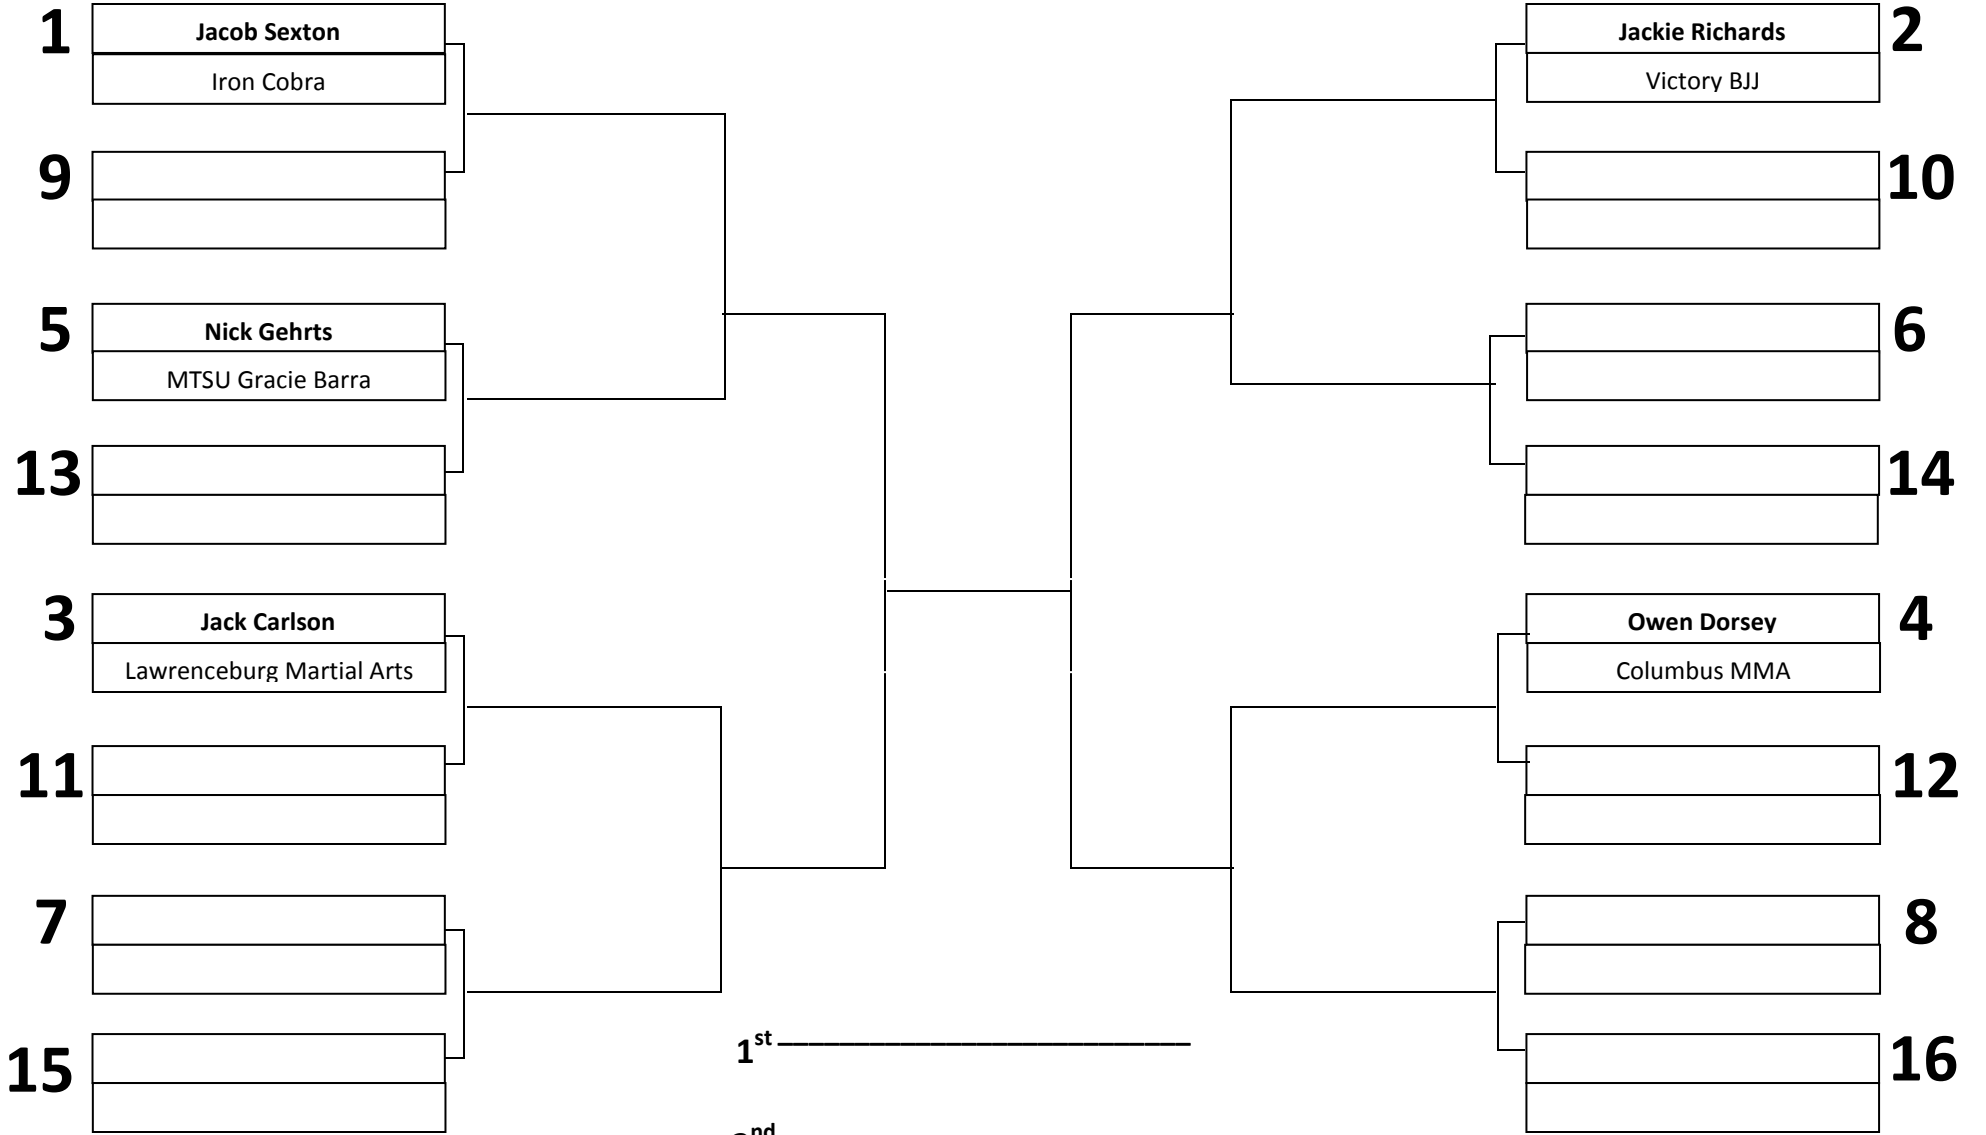 1
Jacob Sexton
Iron Cobra
9
5
Nick Gehrts
MTSU Gracie Barra
13
3
Jack Carlson
Lawrenceburg Martial Arts
11
7
15
2
Jackie Richards
Victory BJJ
10
6
14
4
Owen Dorsey
Columbus MMA
12
8
16
1st ___________________________
nd